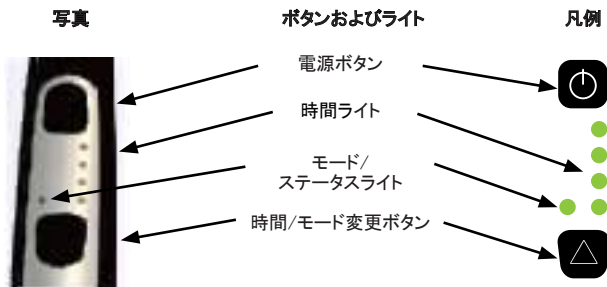 写真
ボタンおよびライト
凡例
電源ボタン
時間ライト
モード/
ステータスライト
時間/モード変更ボタン